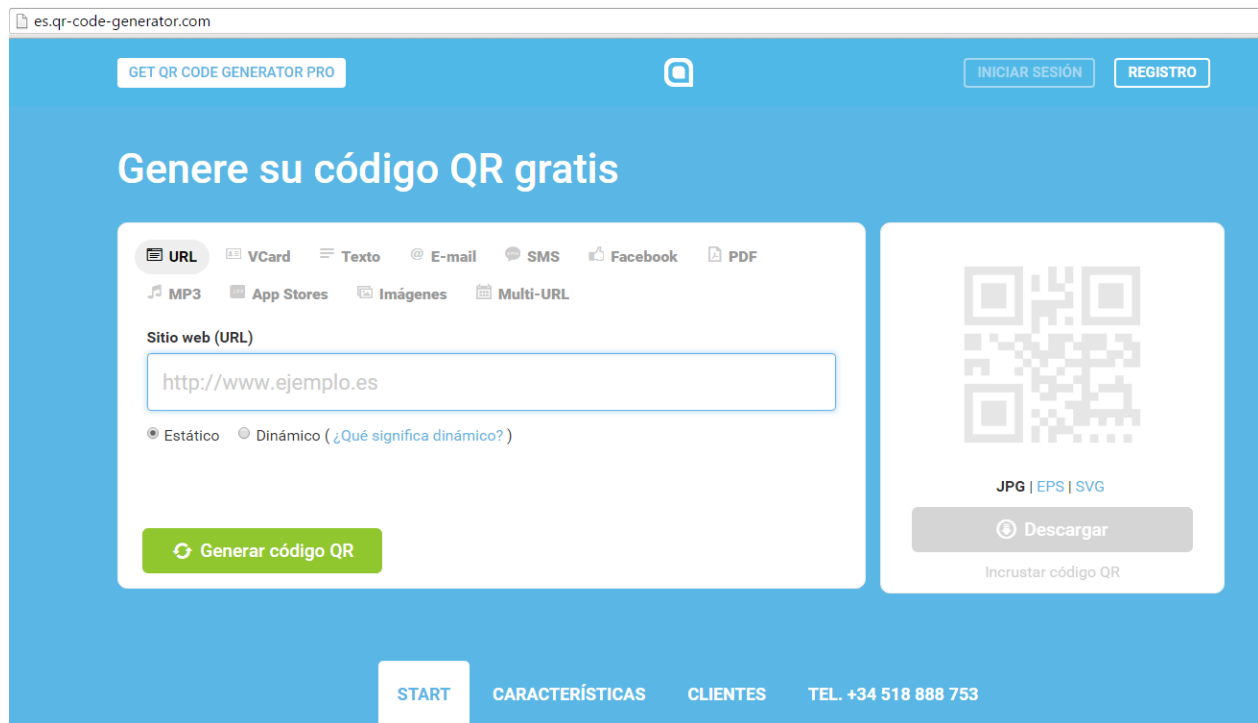 es.qr-code-generator.com
GET QR CODE GENERATOR PRO
INICIAR SESIÓN
REGISTRO
Genere su código QR gratis
URL VCard Texto @ E-mail SMS Facebook PDF
MP3 App Stores Imágenes Multi-URL
Sitio web (URL)
http://www.ejemplo.es
Estático Dinámico ( ¿Qué significa dinámico? )
Generar código QR
JPG | EPS | SVG
Descargar
Incrustar código QR
START CARACTERÍSTICAS CLIENTES TEL. +34 518 888 753